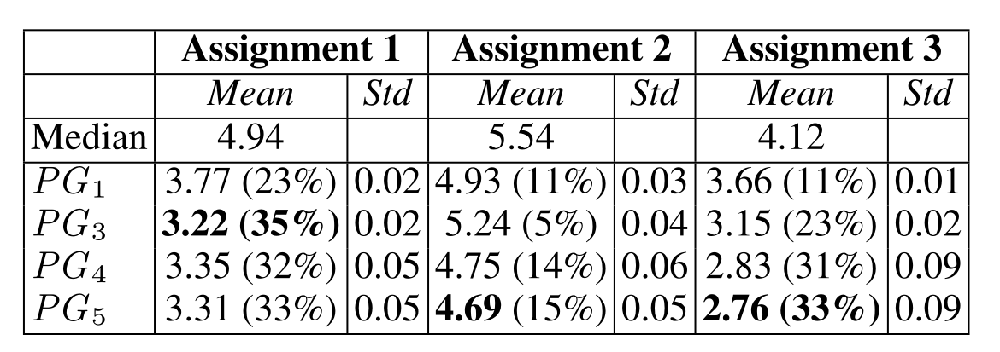 Assignment 1 Assignment 2 Assignment 3
Mean Std Mean Std Mean Std
Median 4.94 5.54 4.12
PG₁ 3.77 (23%) 0.02 4.93 (11%) 0.03 3.66 (11%) 0.01
PG₃ 3.22 (35%) 0.02 5.24 (5%) 0.04 3.15 (23%) 0.02
PG₄ 3.35 (32%) 0.05 4.75 (14%) 0.06 2.83 (31%) 0.09
PG₅ 3.31 (33%) 0.05 4.69 (15%) 0.05 2.76 (33%) 0.09